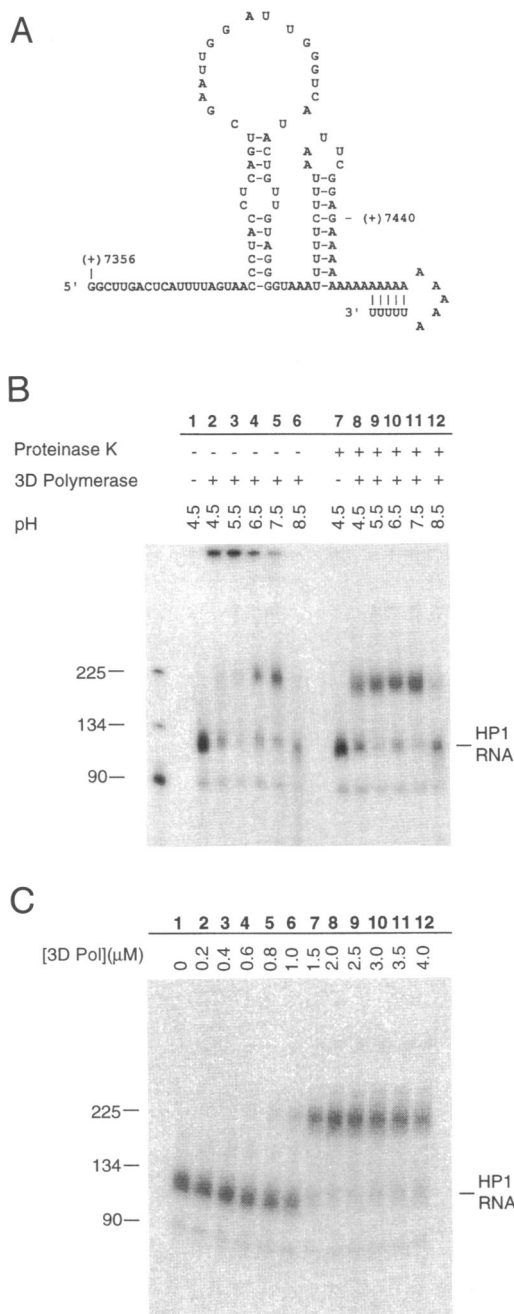 A
A U
G U
G G
U G
U G
A U
A C
G A
C U
U-A
G-C
A-U
C-G
- (+)7440
(+)7356
5' GGCUUGACUCAUUUUAGUAAC-GGUAAAUU-AAAAAAAAAA
3' UUUUU
A
A
A
A
A
B
1 2 3 4 5 6 7 8 9 10 11 12
Proteinase K - - - - - - + + + + + +
3D Polymerase - + + + + + - + + + + +
pH 4.5 4.5 5.5 6.5 7.5 8.5 4.5 4.5 5.5 6.5 7.5 8.5
225
134
90
HP1
RNA
C
1 2 3 4 5 6 7 8 9 10 11 12
[3D Pol](µM) 0 0.2 0.4 0.6 0.8 1.0 1.5 2.0 2.5 3.0 3.5 4.0
225
134
90
HP1
RNA